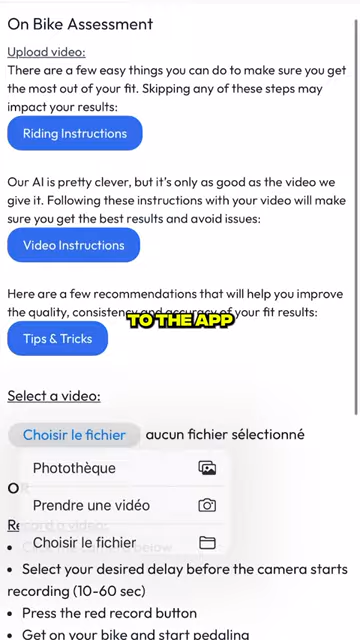 On Bike Assessment
Upload video:
There are a few easy things you can do to make sure you get
the most out of your fit. Skipping any of these steps may
impact your results:
Riding Instructions
Our AI is pretty clever, but it's only as good as the video we
give it. Following these instructions with your video will make
sure you get the best results and avoid issues:
Video Instructions
Here are a few recommendations that will help you improve
the quality, consistency and accuracy of your fit results:
TO THE APP
Tips & Tricks
Select a video:
Choisir le fichier aucun fichier sélectionné
Photothèque
Prendre une vidéo
Choisir le fichier
OR
Record a video:
below
• Select your desired delay before the camera starts
recording (10-60 sec)
• Press the red record button
• Get on your bike and start pedaling